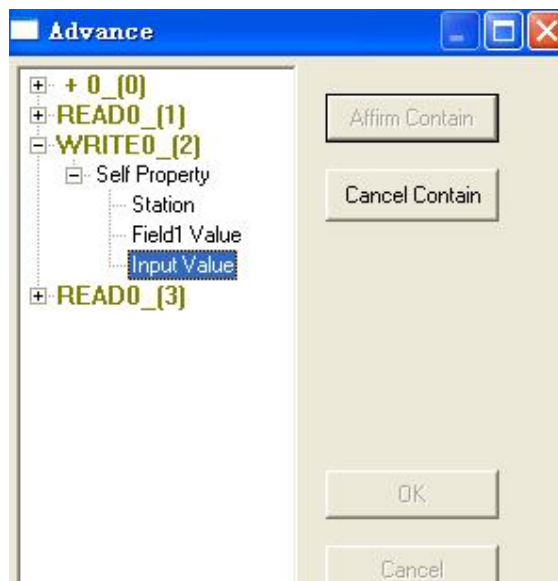 Advance
+ 0_(0)
READ0_(1)
WRITE0_(2)
Self Property
Station
Field1 Value
Input Value
READ0_(3)
Affirm Contain
Cancel Contain
OK
Cancel